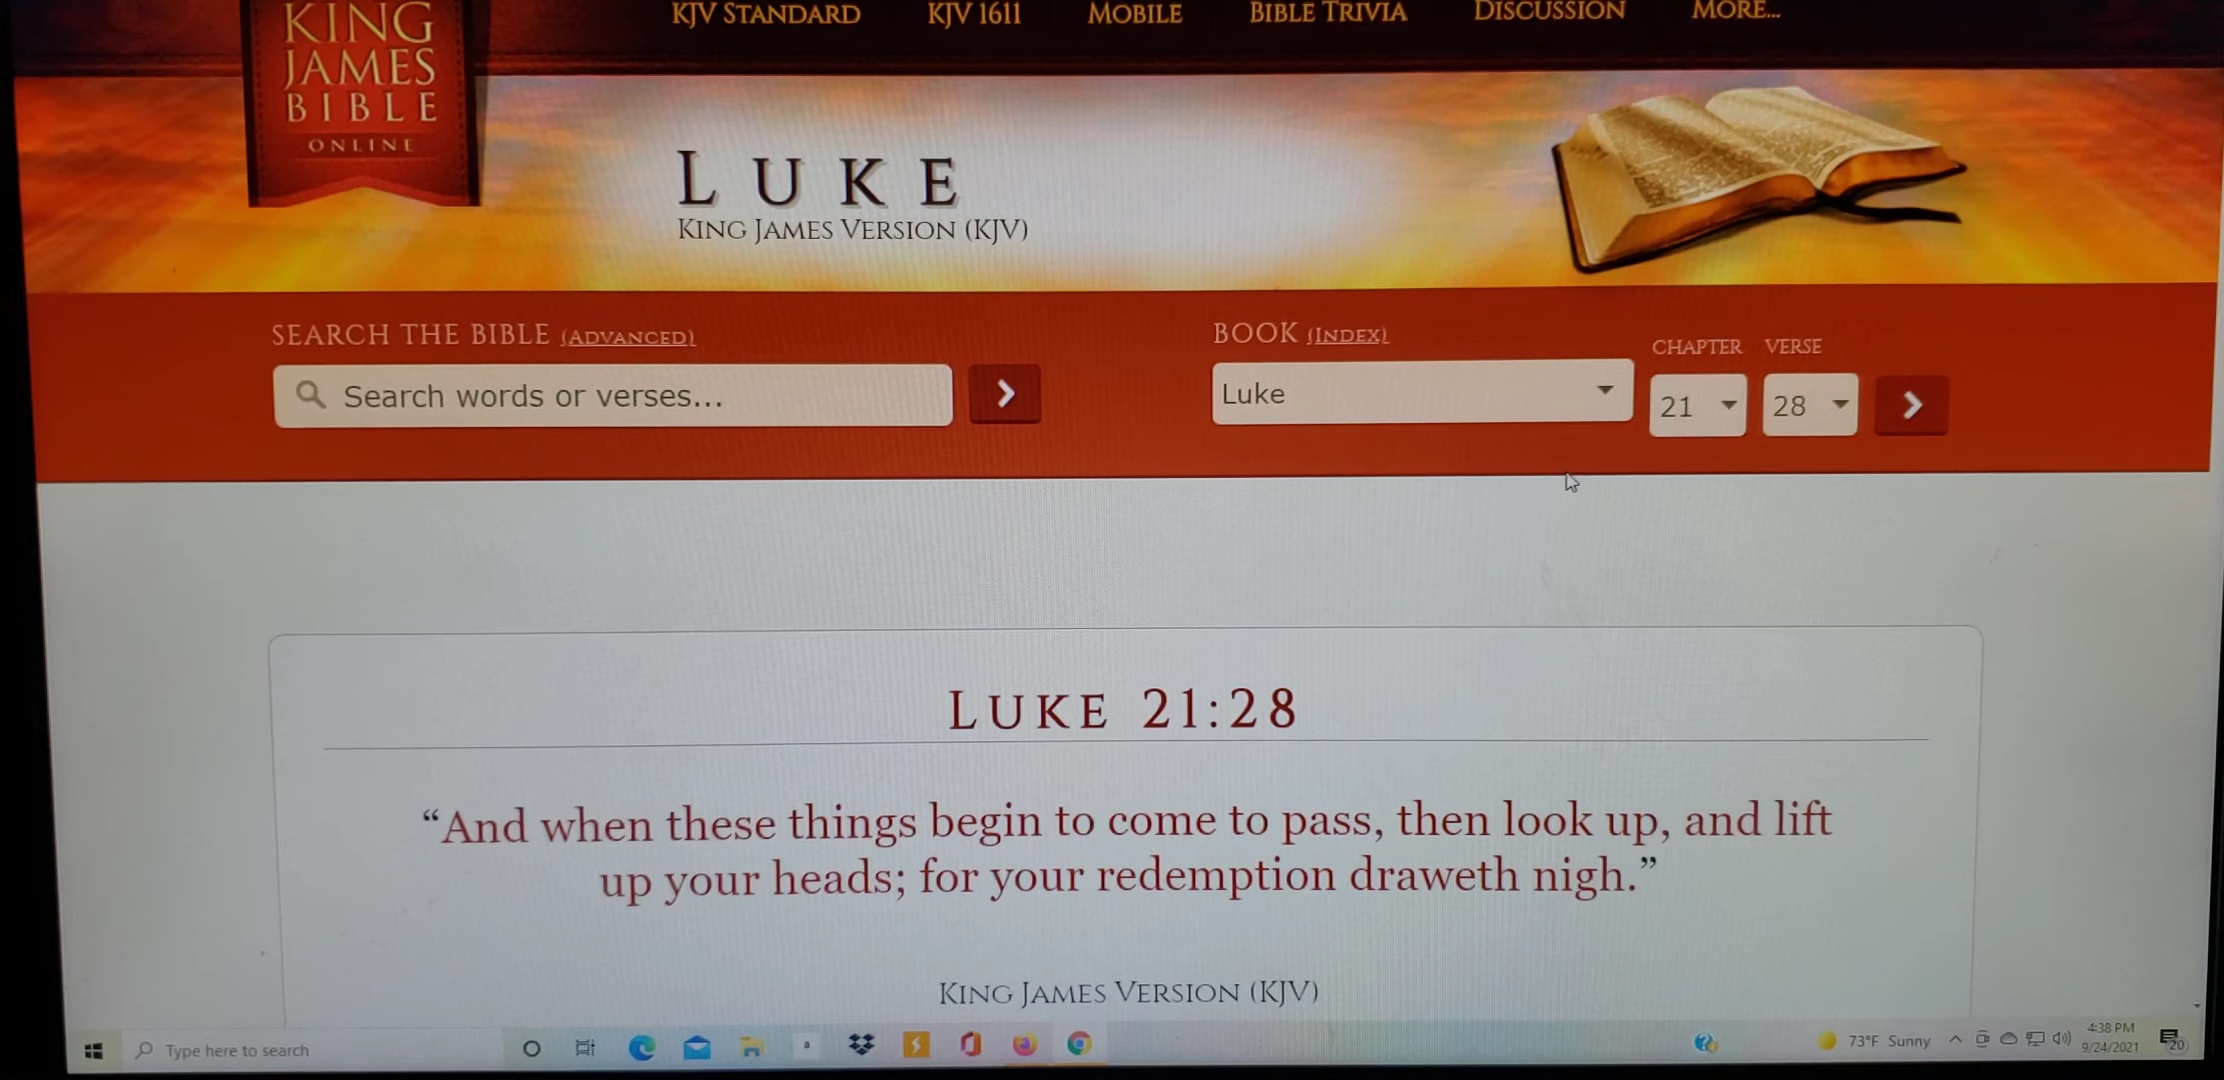 KING
JAMES
BIBLE
ONLINE
KJV STANDARD KJV 1611 MOBILE BIBLE TRIVIA DISCUSSION MORE...
LUKE
KING JAMES VERSION (KJV)
SEARCH THE BIBLE (ADVANCED)
Search words or verses...
BOOK (INDEX)
Luke
CHAPTER VERSE
21 28
LUKE 21:28
“And when these things begin to come to pass, then look up, and lift
up your heads; for your redemption draweth nigh.”
KING JAMES VERSION (KJV)
Type here to search
a
73°F Sunny
4:38 PM
9/24/2021
20